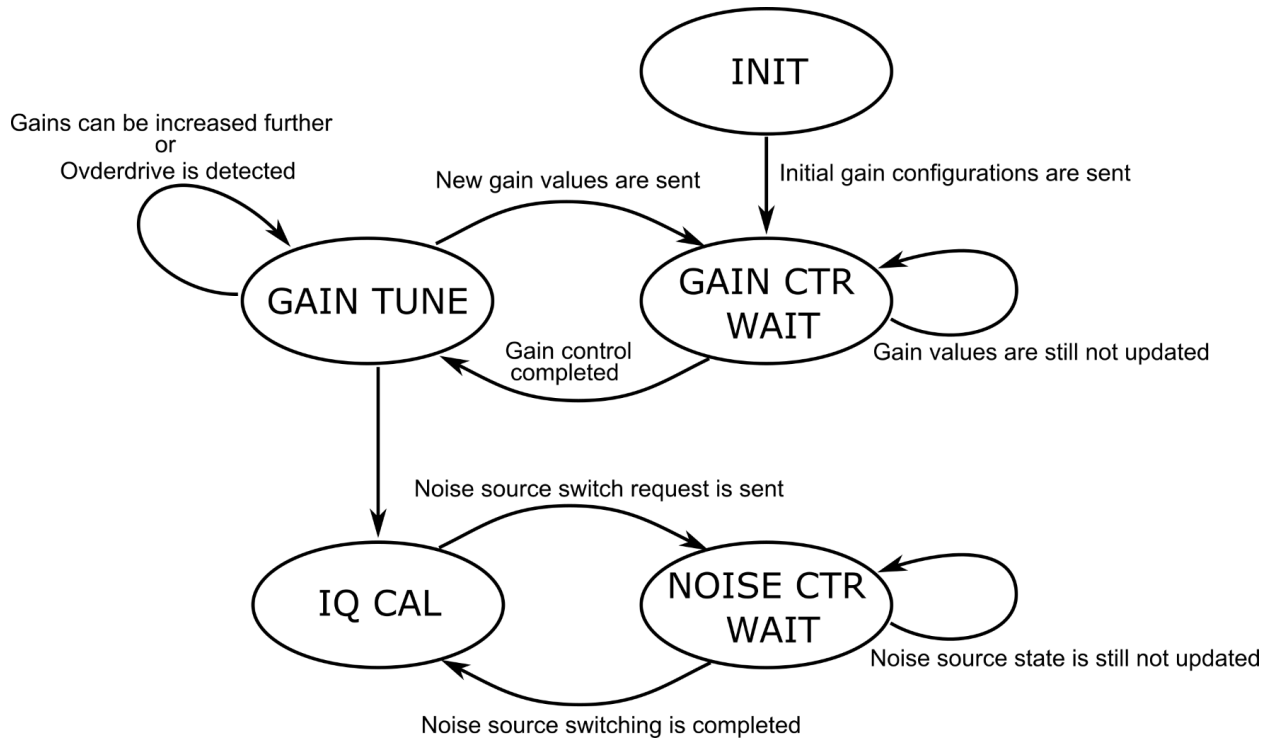 INIT
Gains can be increased further
or
Ovderdrive is detected
New gain values are sent
Initial gain configurations are sent
GAIN TUNE
GAIN CTR
WAIT
Gain control
completed
Gain values are still not updated
Noise source switch request is sent
IQ CAL
NOISE CTR
WAIT
Noise source state is still not updated
Noise source switching is completed